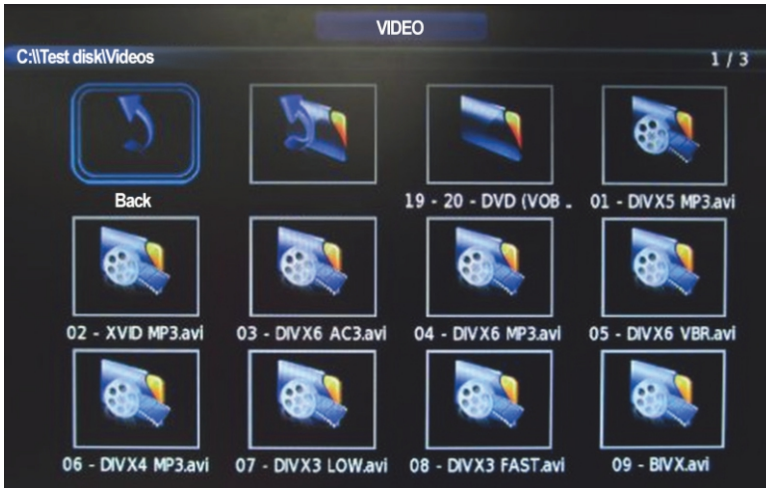 VIDEO
C:\\Test disk\Videos
1 / 3
Back
19 - 20 - DVD (VOB
01 - DIVX5 MP3.avi
02 - XVID MP3.avi
03 - DIVX6 AC3.avi
04 - DIVX6 MP3.avi
05 - DIVX6 VBR.avi
06 - DIVX4 MP3.avi
07 - DIVX3 LOW.avi
08 - DIVX3 FAST.avi
09 - BIVX.avi